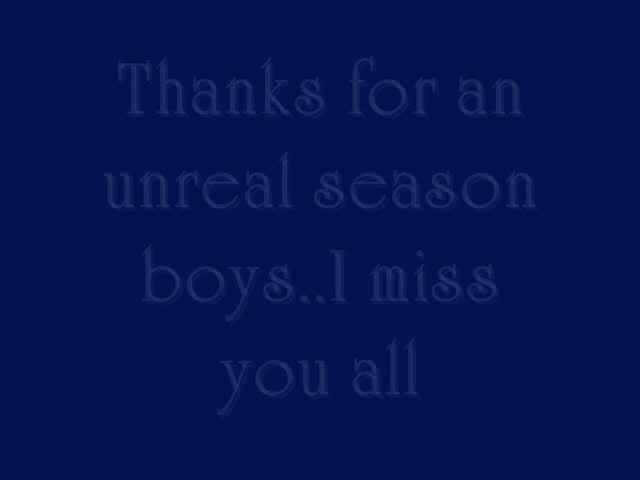 Thanks for an
unreal season
boys..I miss
you all